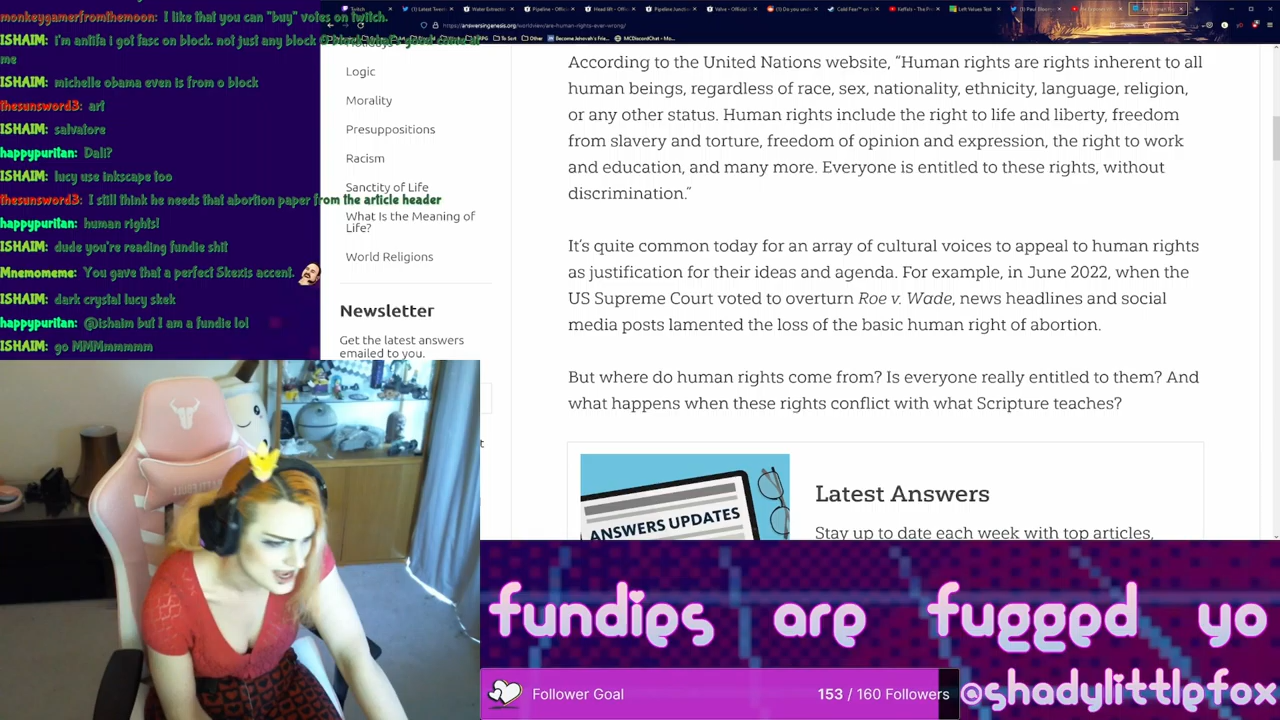 monkeygamerfromthemoon: I like that you can "buy" votes on twitch.
ISHAIM:
me
ISHAIM: michelle obama even is from o block
thesunsword3: art
ISHAIM: salvatore
happypuritan: Dali?
ISHAIM: lucy use inkscape too
thesunsword3: I still think he needs that abortion paper from the article header
happypuritan: human rights!
ISHAIM: dude you're reading fundie shit
Mnemomeme: You gave that a perfect Skexis accent.
ISHAIM: dark crystal lucy skek
happypuritan: @ishaim but I am a fundie lol
ISHAIM: go MMMmmmmm
Logic
Morality
Presuppositions
Racism
Sanctity of Life
What Is the Meaning of
Life?
World Religions
Newsletter
Get the latest answers
emailed to you.
According to the United Nations website, “Human rights are rights inherent to all
human beings, regardless of race, sex, nationality, ethnicity, language, religion,
or any other status. Human rights include the right to life and liberty, freedom
from slavery and torture, freedom of opinion and expression, the right to work
and education, and many more. Everyone is entitled to these rights, without
discrimination.”
It’s quite common today for an array of cultural voices to appeal to human rights
as justification for their ideas and agenda. For example, in June 2022, when the
US Supreme Court voted to overturn Roe v. Wade, news headlines and social
media posts lamented the loss of the basic human right of abortion.
But where do human rights come from? Is everyone really entitled to them? And
what happens when these rights conflict with what Scripture teaches?
ANSWERS UPDATES
Latest Answers
Stay up to date each week with top articles,
fundies are fugged yo
Follower Goal 153 / 160 Followers
@shadylittlefox